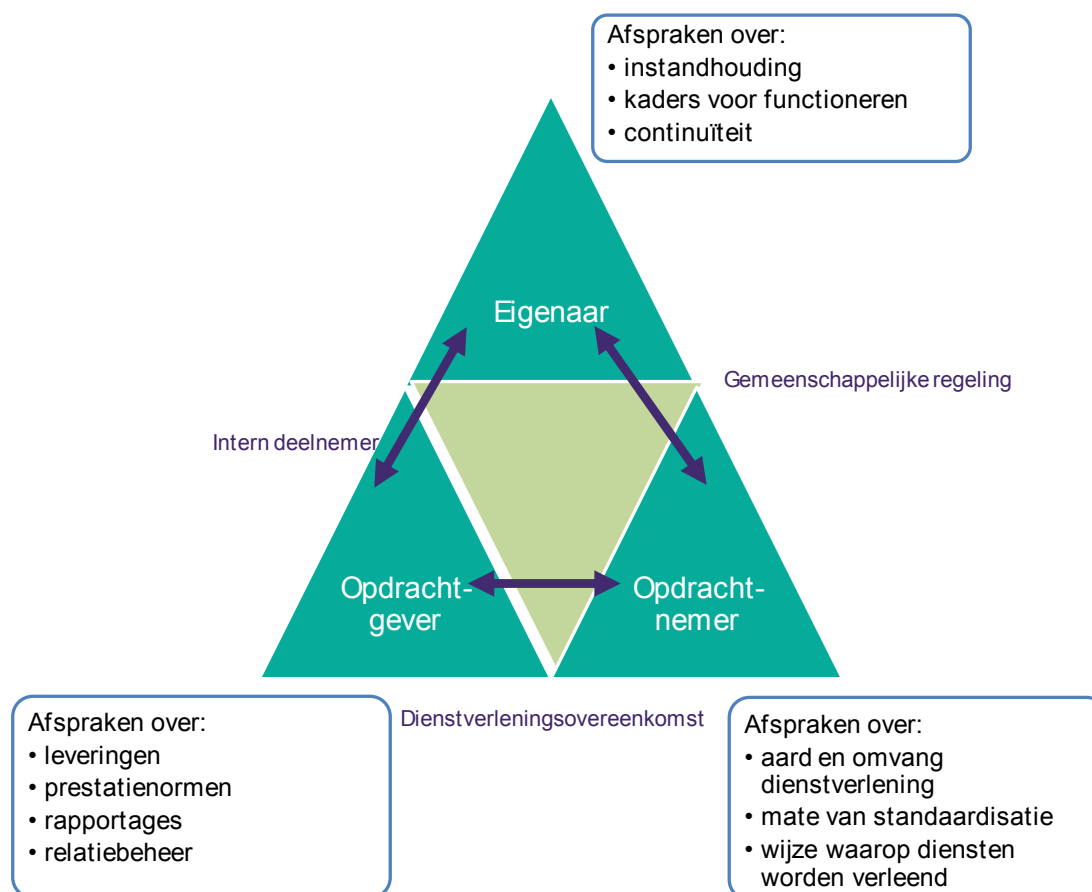 Afspraken over:
• instandhouding
• kaders voor functioneren
• continuïteit
Eigenaar
Gemeenschappelijke regeling
Intern deelnemer
Opdracht-
gever
Opdracht-
nemer
Dienstverleningsovereenkomst
Afspraken over:
• leveringen
• prestatienormen
• rapportages
• relatiebeheer
Afspraken over:
• aard en omvang
dienstverlening
• mate van standaardisatie
• wijze waarop diensten
worden verleend